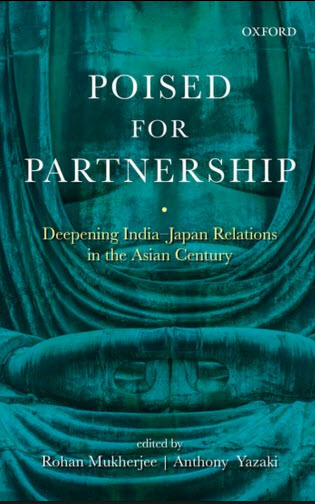 OXFORD
POISED
FOR
PARTNERSHIP
Deepening India–Japan Relations
in the Asian Century
edited by
Rohan Mukherjee | Anthony Yazaki